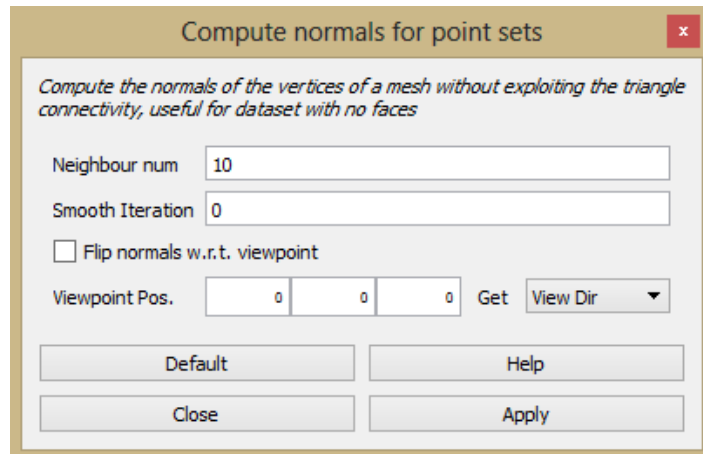 Compute normals for point sets
x
Compute the normals of the vertices of a mesh without exploiting the triangle
connectivity, useful for dataset with no faces
Neighbour num 10
Smooth Iteration 0
Flip normals w.r.t. viewpoint
Viewpoint Pos. 0 0 0 Get View Dir
Default Help
Close Apply